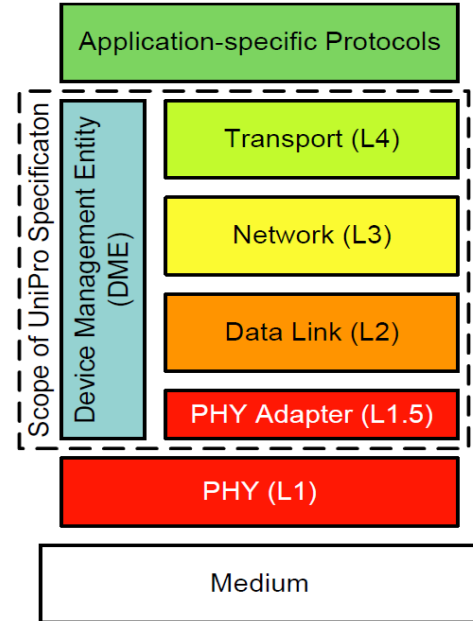 Application-specific Protocols
Scope of UniPro Specificaton
Device Management Entity
(DME)
Transport (L4)
Network (L3)
Data Link (L2)
PHY Adapter (L1.5)
PHY (L1)
Medium